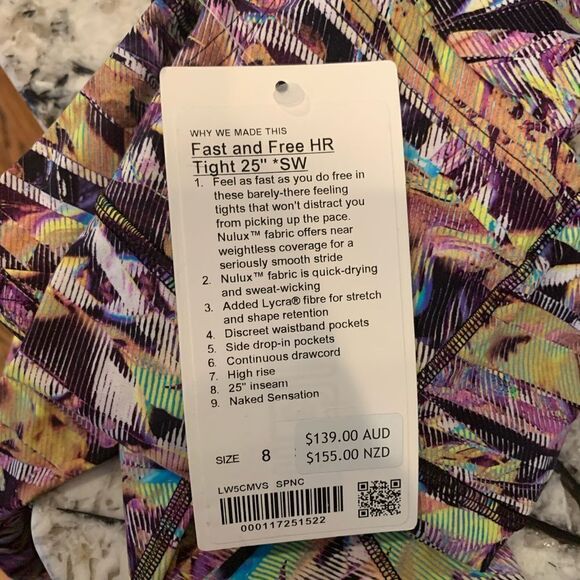 WHY WE MADE THIS
Fast and Free HR
Tight 25" *SW
1. Feel as fast as you do free in
these barely-there feeling
tights that won't distract you
from picking up the pace.
Nulux™ fabric offers near
weightless coverage for a
seriously smooth stride
2. Nulux™ fabric is quick-drying
and sweat-wicking
3. Added Lycra® fibre for stretch
and shape retention
4. Discreet waistband pockets
5. Side drop-in pockets
6. Continuous drawcord
7. High rise
8. 25" inseam
9. Naked Sensation
SIZE 8
$139.00 AUD
$155.00 NZD
LW5CMVS SPNC
000117251522